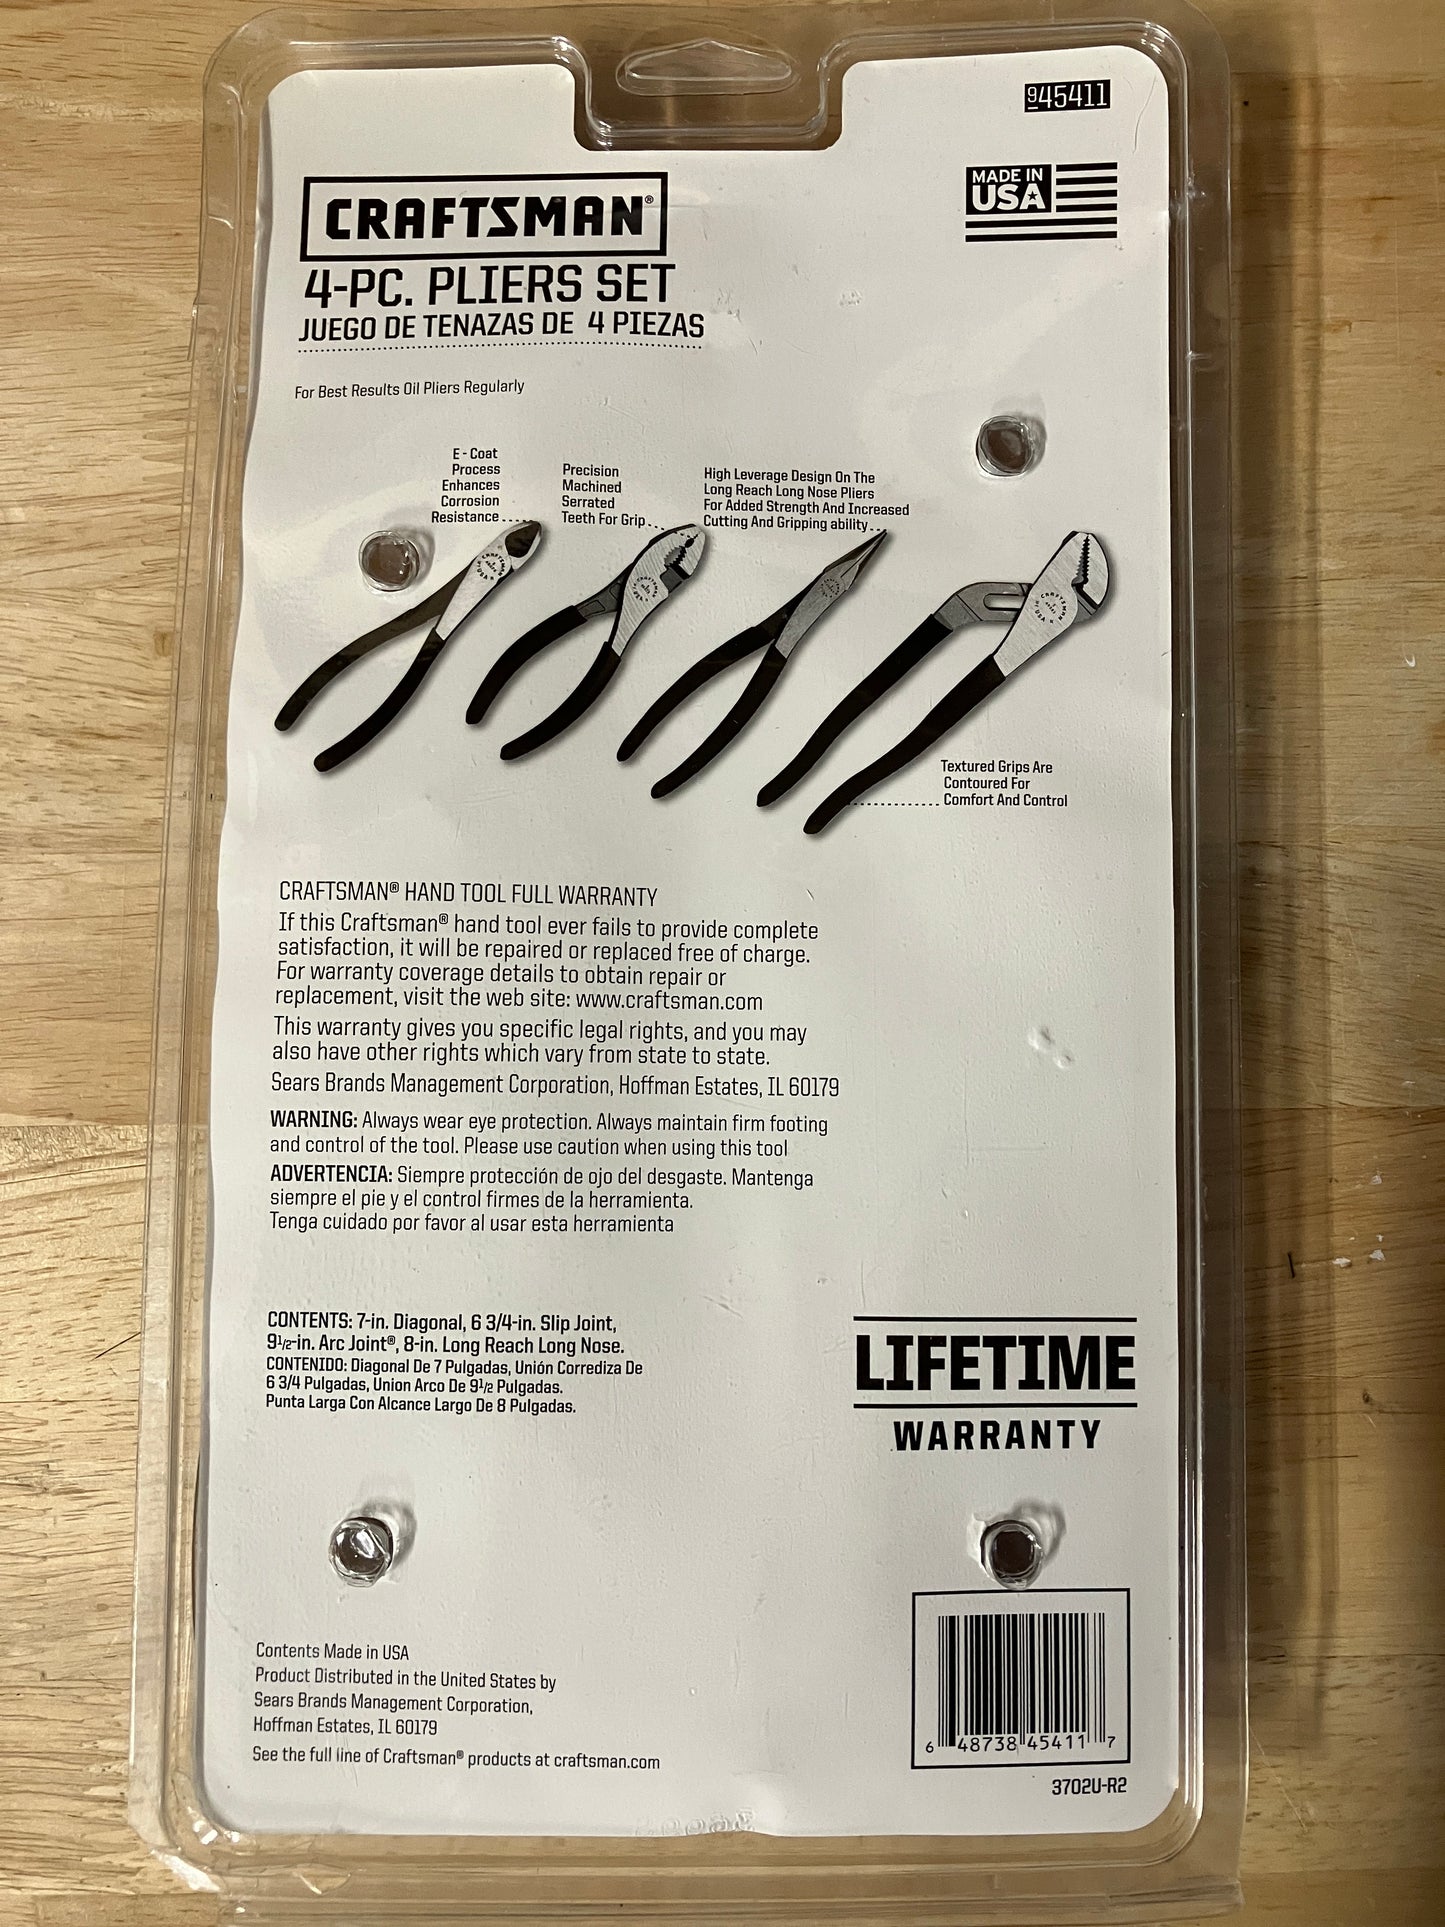 945411
MADE IN
USA
CRAFTSMAN®
4-PC. PLIERS SET
JUEGO DE TENAZAS DE 4 PIEZAS
For Best Results Oil Pliers Regularly
E - Coat
Process
Enhances
Corrosion
Resistance
Precision
Machined
Serrated
Teeth For Grip
High Leverage Design On The
Long Reach Long Nose Pliers
For Added Strength And Increased
Cutting And Gripping ability
Textured Grips Are
Contoured For
Comfort And Control
CRAFTSMAN® HAND TOOL FULL WARRANTY
If this Craftsman® hand tool ever fails to provide complete
satisfaction, it will be repaired or replaced free of charge.
For warranty coverage details to obtain repair or
replacement, visit the web site: www.craftsman.com
This warranty gives you specific legal rights, and you may
also have other rights which vary from state to state.
Sears Brands Management Corporation, Hoffman Estates, IL 60179
WARNING: Always wear eye protection. Always maintain firm footing
and control of the tool. Please use caution when using this tool
ADVERTENCIA: Siempre protección de ojo del desgaste. Mantenga
siempre el pie y el control firmes de la herramienta.
Tenga cuidado por favor al usar esta herramienta
CONTENTS: 7-in. Diagonal, 6 3/4-in. Slip Joint,
9 1/2-in. Arc Joint®, 8-in. Long Reach Long Nose.
CONTENIDO: Diagonal De 7 Pulgadas, Unión Corrediza De
6 3/4 Pulgadas, Union Arco De 9 1/2 Pulgadas.
Punta Larga Con Alcance Largo De 8 Pulgadas.
LIFETIME
WARRANTY
Contents Made in USA
Product Distributed in the United States by
Sears Brands Management Corporation,
Hoffman Estates, IL 60179
See the full line of Craftsman® products at craftsman.com
6 48738 45411 7
3702U-R2